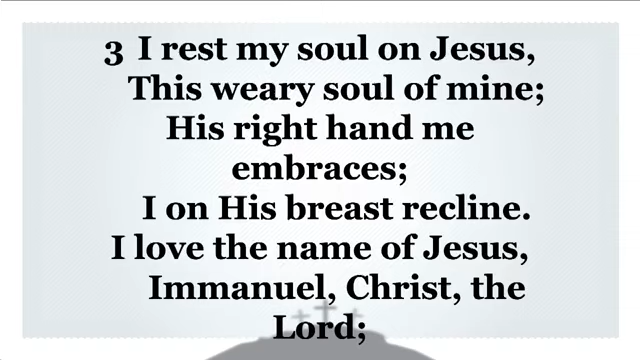 3 I rest my soul on Jesus,
This weary soul of mine;
His right hand me
embraces;
I on His breast recline.
I love the name of Jesus,
Immanuel, Christ, the
Lord;